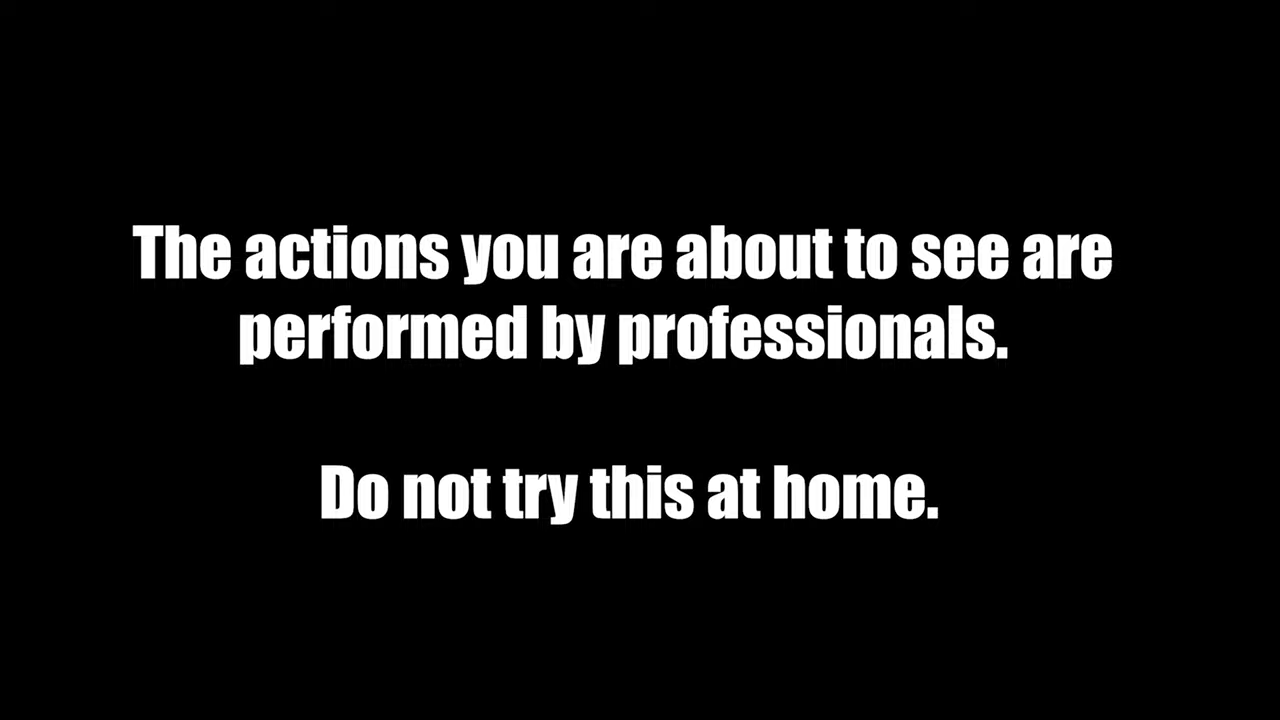 The actions you are about to see are
performed by professionals.
Do not try this at home.